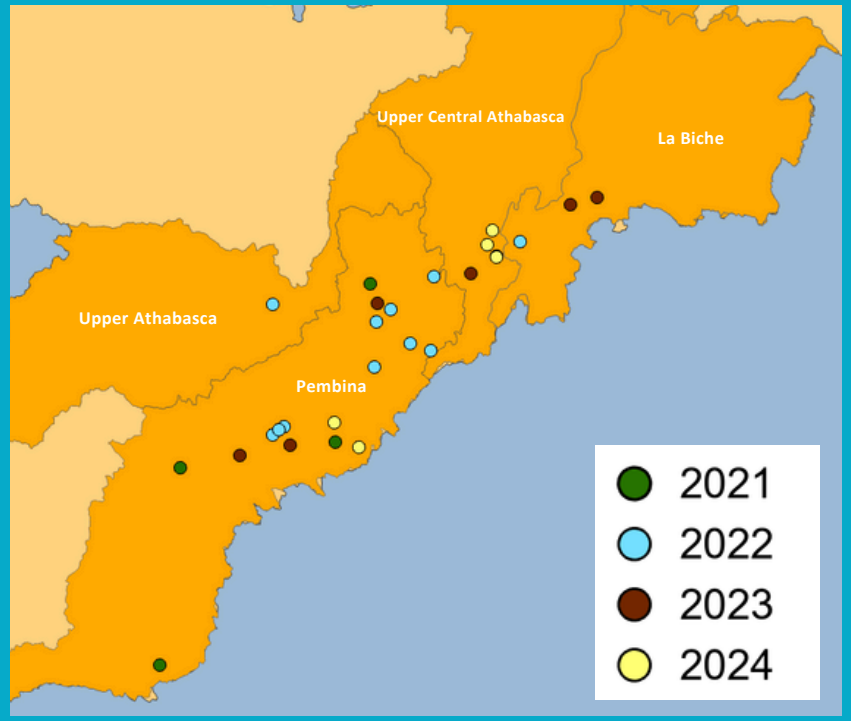 Upper Central Athabasca
La Biche
Upper Athabasca
Pembina
2021
2022
2023
2024